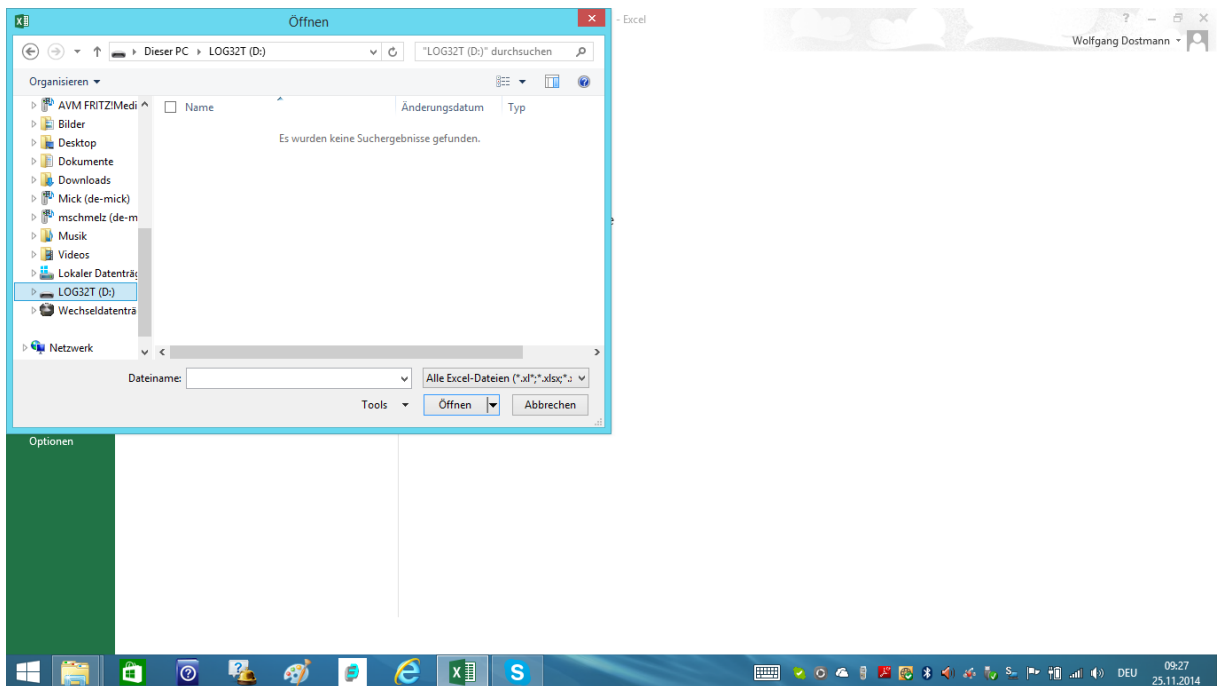 Öffnen
- Excel
Wolfgang Dostmann
Dieser PC LOG32T (D:)
"LOG32T (D:)" durchsuchen
Organisieren
Name Änderungsdatum Typ
Es wurden keine Suchergebnisse gefunden.
AVM FRITZ!Medi
Bilder
Desktop
Dokumente
Downloads
Mick (de-mick)
mschmelz (de-m
Musik
Videos
Lokaler Datenträg
LOG32T (D:)
Wechseldatenträ
Netzwerk
Dateiname:
Alle Excel-Dateien (*.xl*;*.xlsx;*.
Tools Öffnen Abbrechen
Optionen
DEU
09:27
25.11.2014